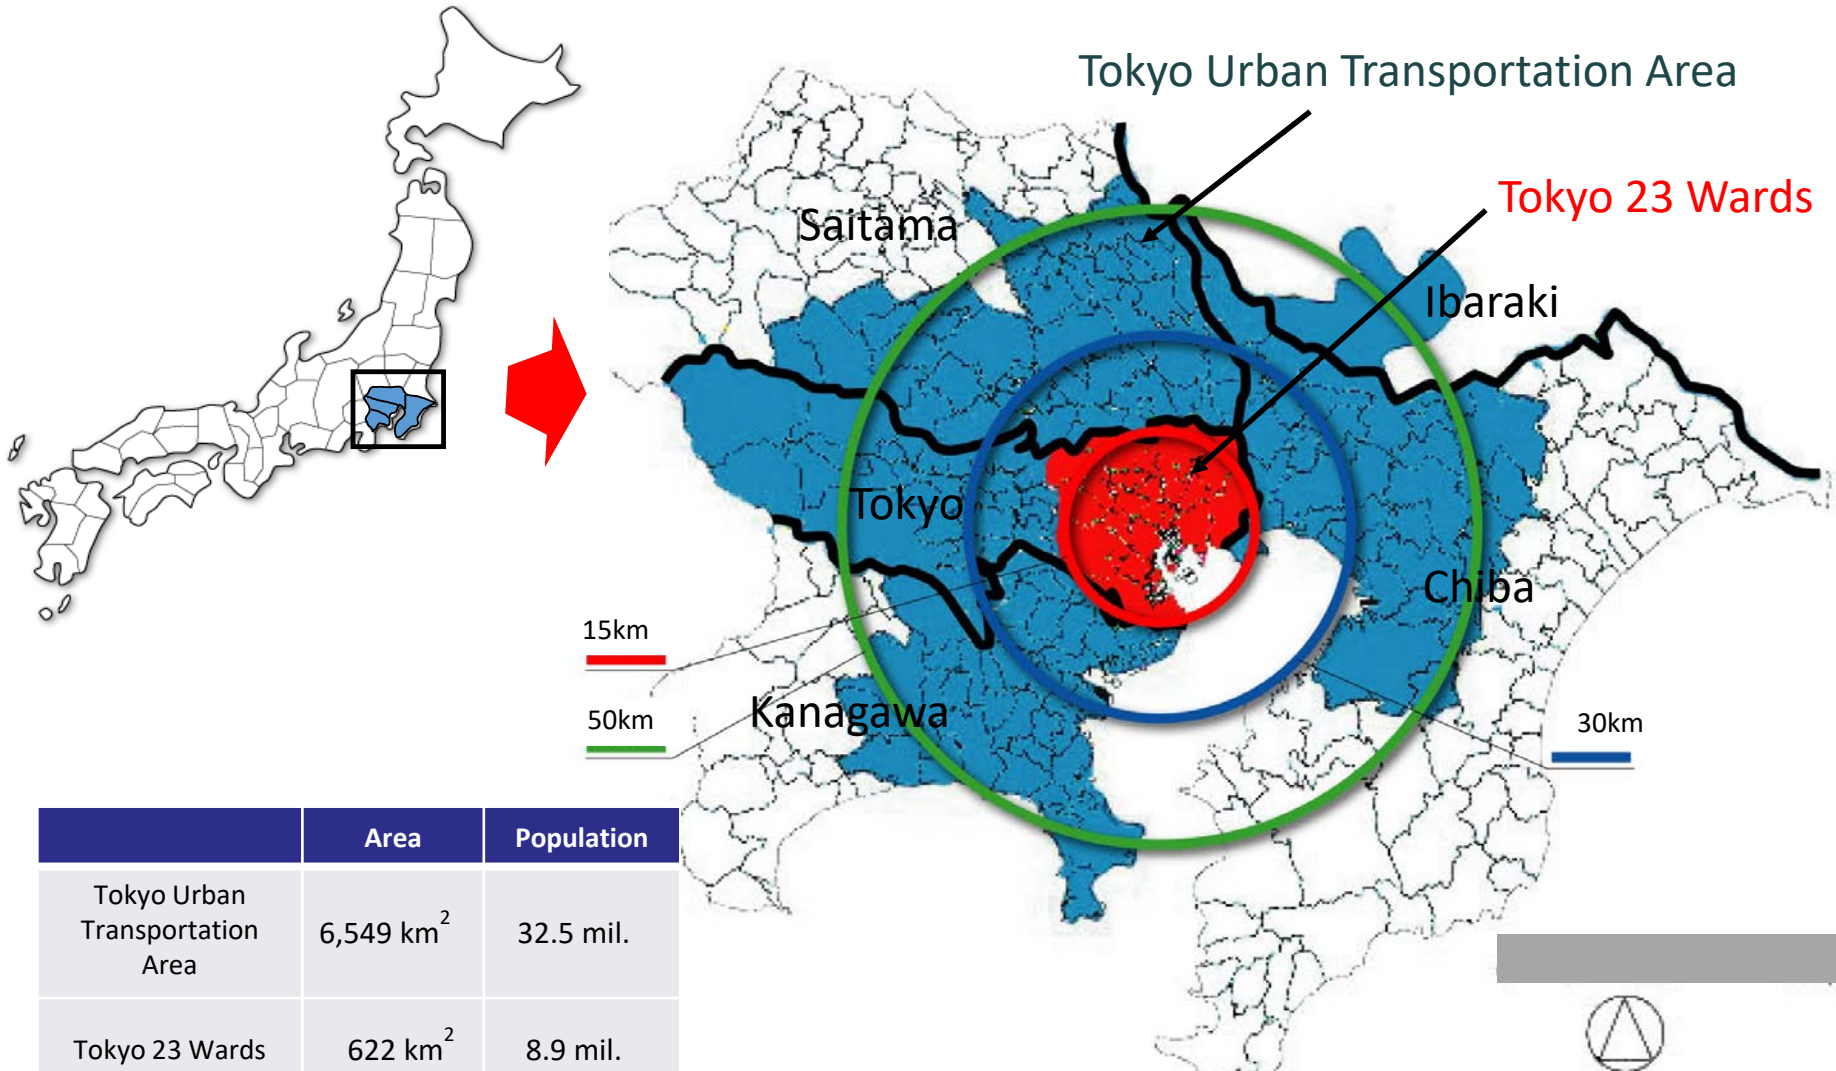 Tokyo Urban Transportation Area
Tokyo 23 Wards
Saitama
Ibaraki
Tokyo
Chiba
15km
50km
Kanagawa
30km
Area
Population
Tokyo Urban
Transportation
Area
6,549 km2
32.5 mil.
Tokyo 23 Wards
622 km2
8.9 mil.